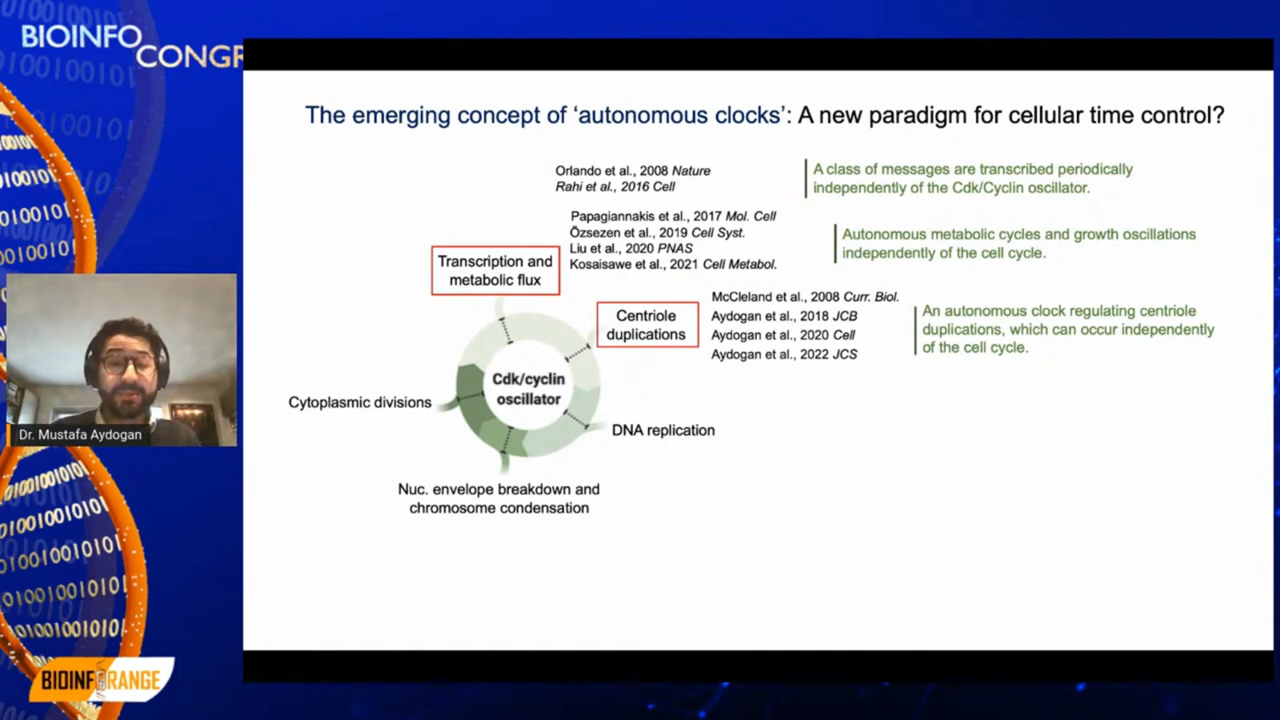 BIOINFO
CONGR
The emerging concept of ‘autonomous clocks’: A new paradigm for cellular time control?
Orlando et al., 2008 Nature
Rahi et al., 2016 Cell
A class of messages are transcribed periodically
independently of the Cdk/Cyclin oscillator.
Papagiannakis et al., 2017 Mol. Cell
Özsezen et al., 2019 Cell Syst.
Liu et al., 2020 PNAS
Kosaisawe et al., 2021 Cell Metabol.
Autonomous metabolic cycles and growth oscillations
independently of the cell cycle.
Transcription and
metabolic flux
Centriole
duplications
McCleland et al., 2008 Curr. Biol.
Aydogan et al., 2018 JCB
Aydogan et al., 2020 Cell
Aydogan et al., 2022 JCS
An autonomous clock regulating centriole
duplications, which can occur independently
of the cell cycle.
Cdk/cyclin
oscillator
Cytoplasmic divisions
DNA replication
Nuc. envelope breakdown and
chromosome condensation
Dr. Mustafa Aydogan
BIOINFORANGE